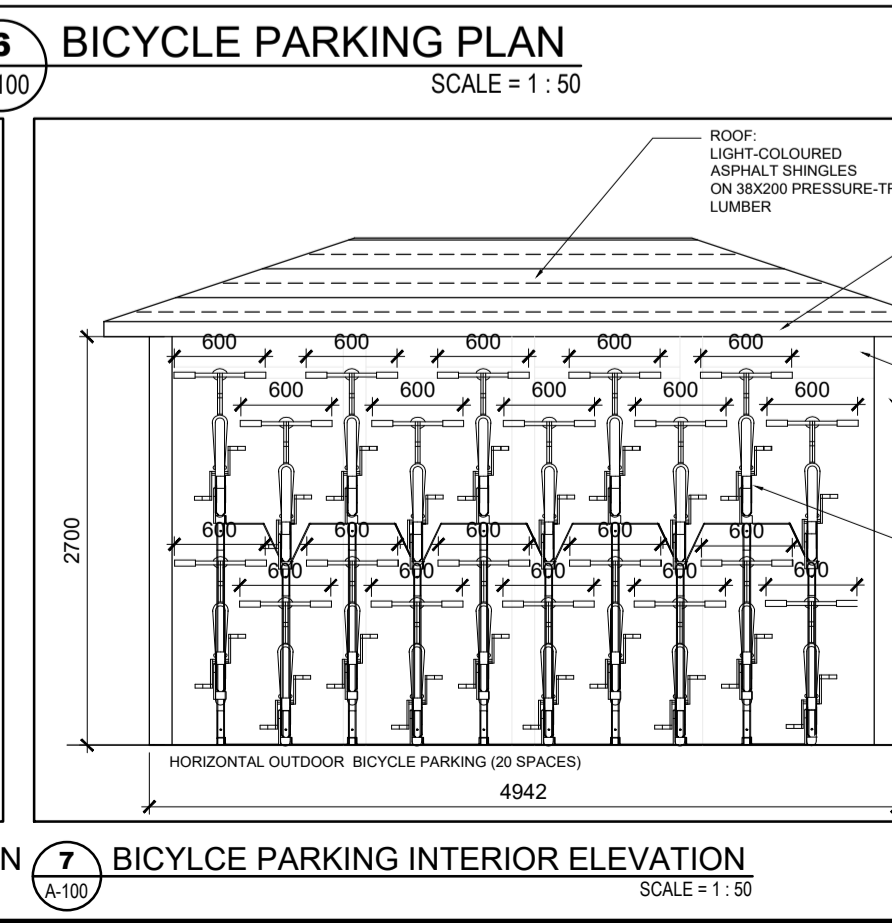 6
100
BICYCLE PARKING PLAN
SCALE = 1 : 50
ROOF:
LIGHT-COLOURED
ASPHALT SHINGLES
ON 38X200
LUMBER
600 600 600 600 600
600 600 600 600 600
600 600 600 600 600
600 600 600 600 600
2700
HORIZONTAL OUTDOOR BICYCLE PARKING (20 SPACES)
4942
N
7
A-100
BICYLCE PARKING INTERIOR ELEVATION
SCALE = 1 : 50